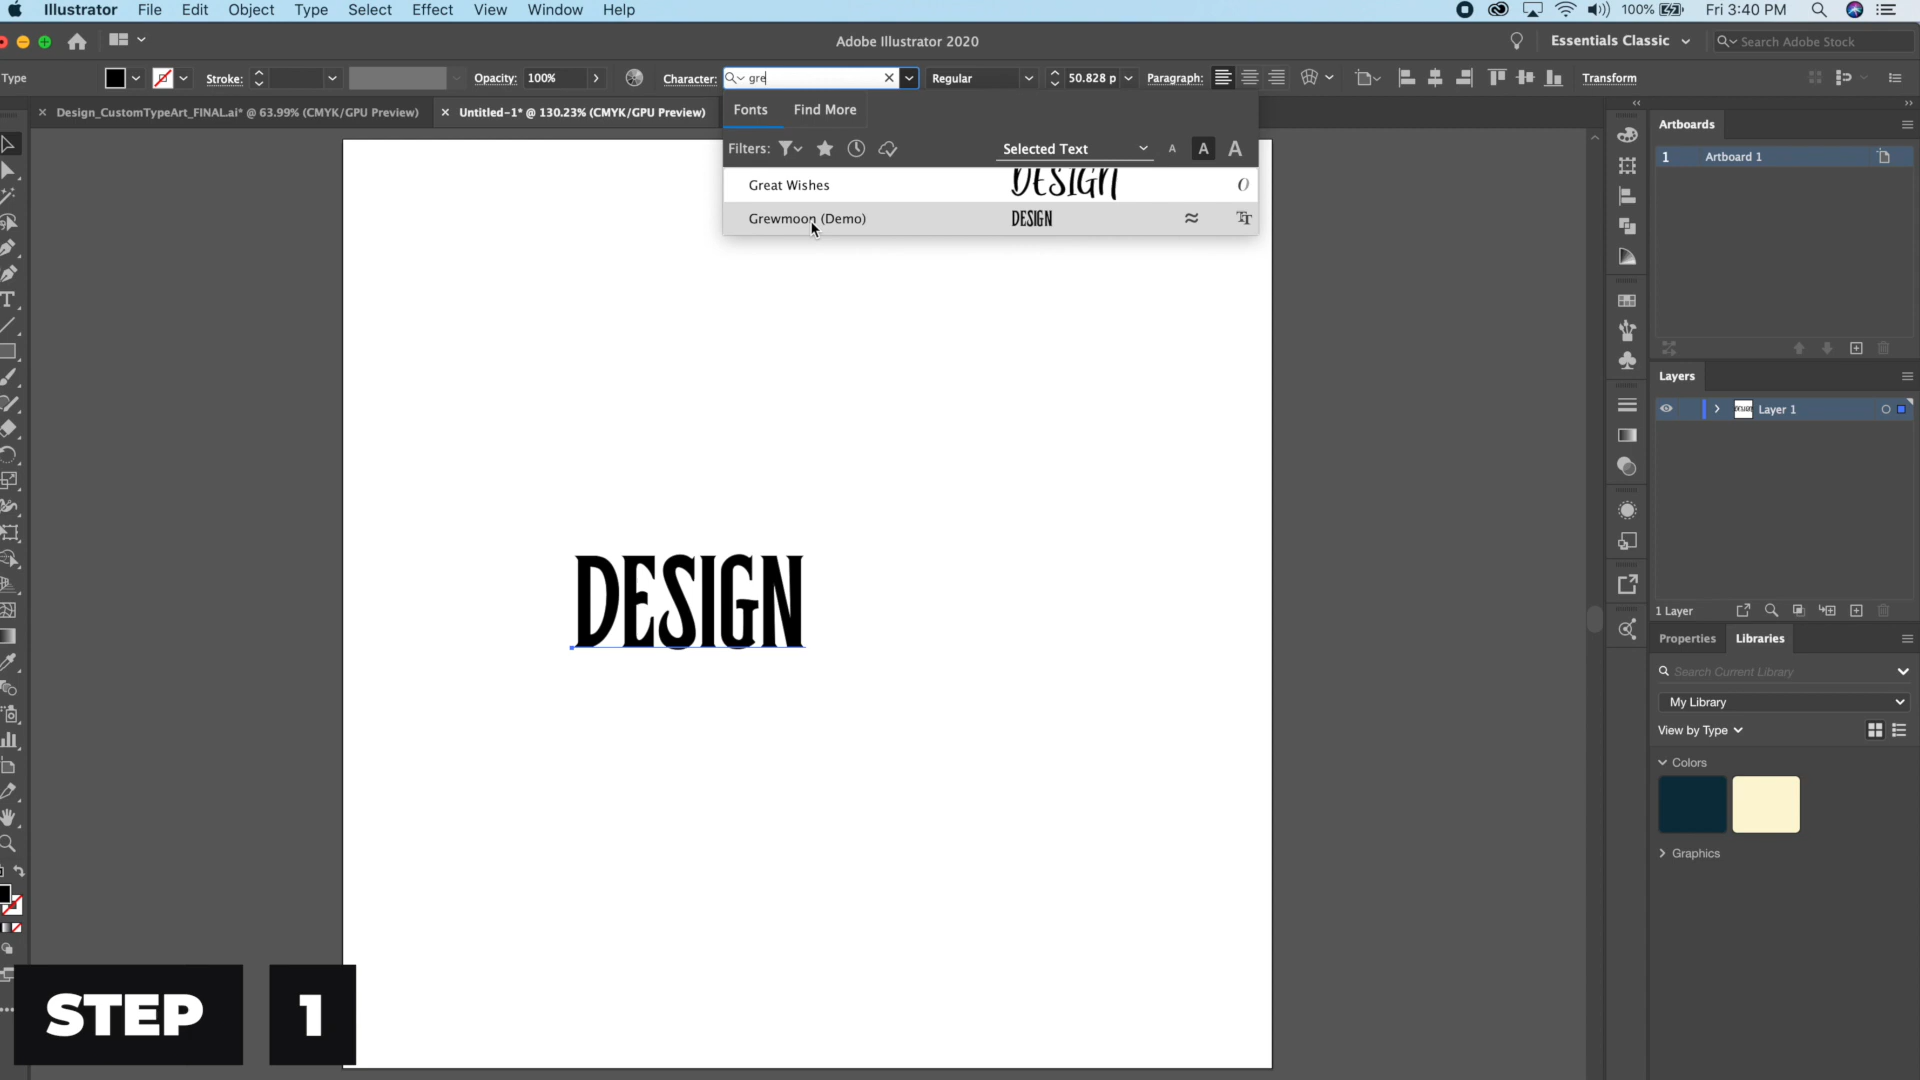 Illustrator File Edit Object Type Select Effect View Window Help 100% Fri 3:40 PM
Adobe Illustrator 2020 Essentials Classic Search Adobe Stock
Type Stroke: Opacity: 100% Character: gre Regular 50.828 p Paragraph: Transform
Design_CustomTypeArt_FINAL.ai* @ 63.99% (CMYK/GPU Preview) Untitled-1* @ 130.23% (CMYK/GPU Preview)
Fonts Find More
Filters: Selected Text A A A
Great Wishes DESIGN
Grewmoon (Demo) DESIGN
Artboards
1 Artboard 1
Layers
Layer 1
1 Layer
Properties Libraries
Search Current Library
My Library
View by Type
Colors
Graphics
DESIGN
STEP 1